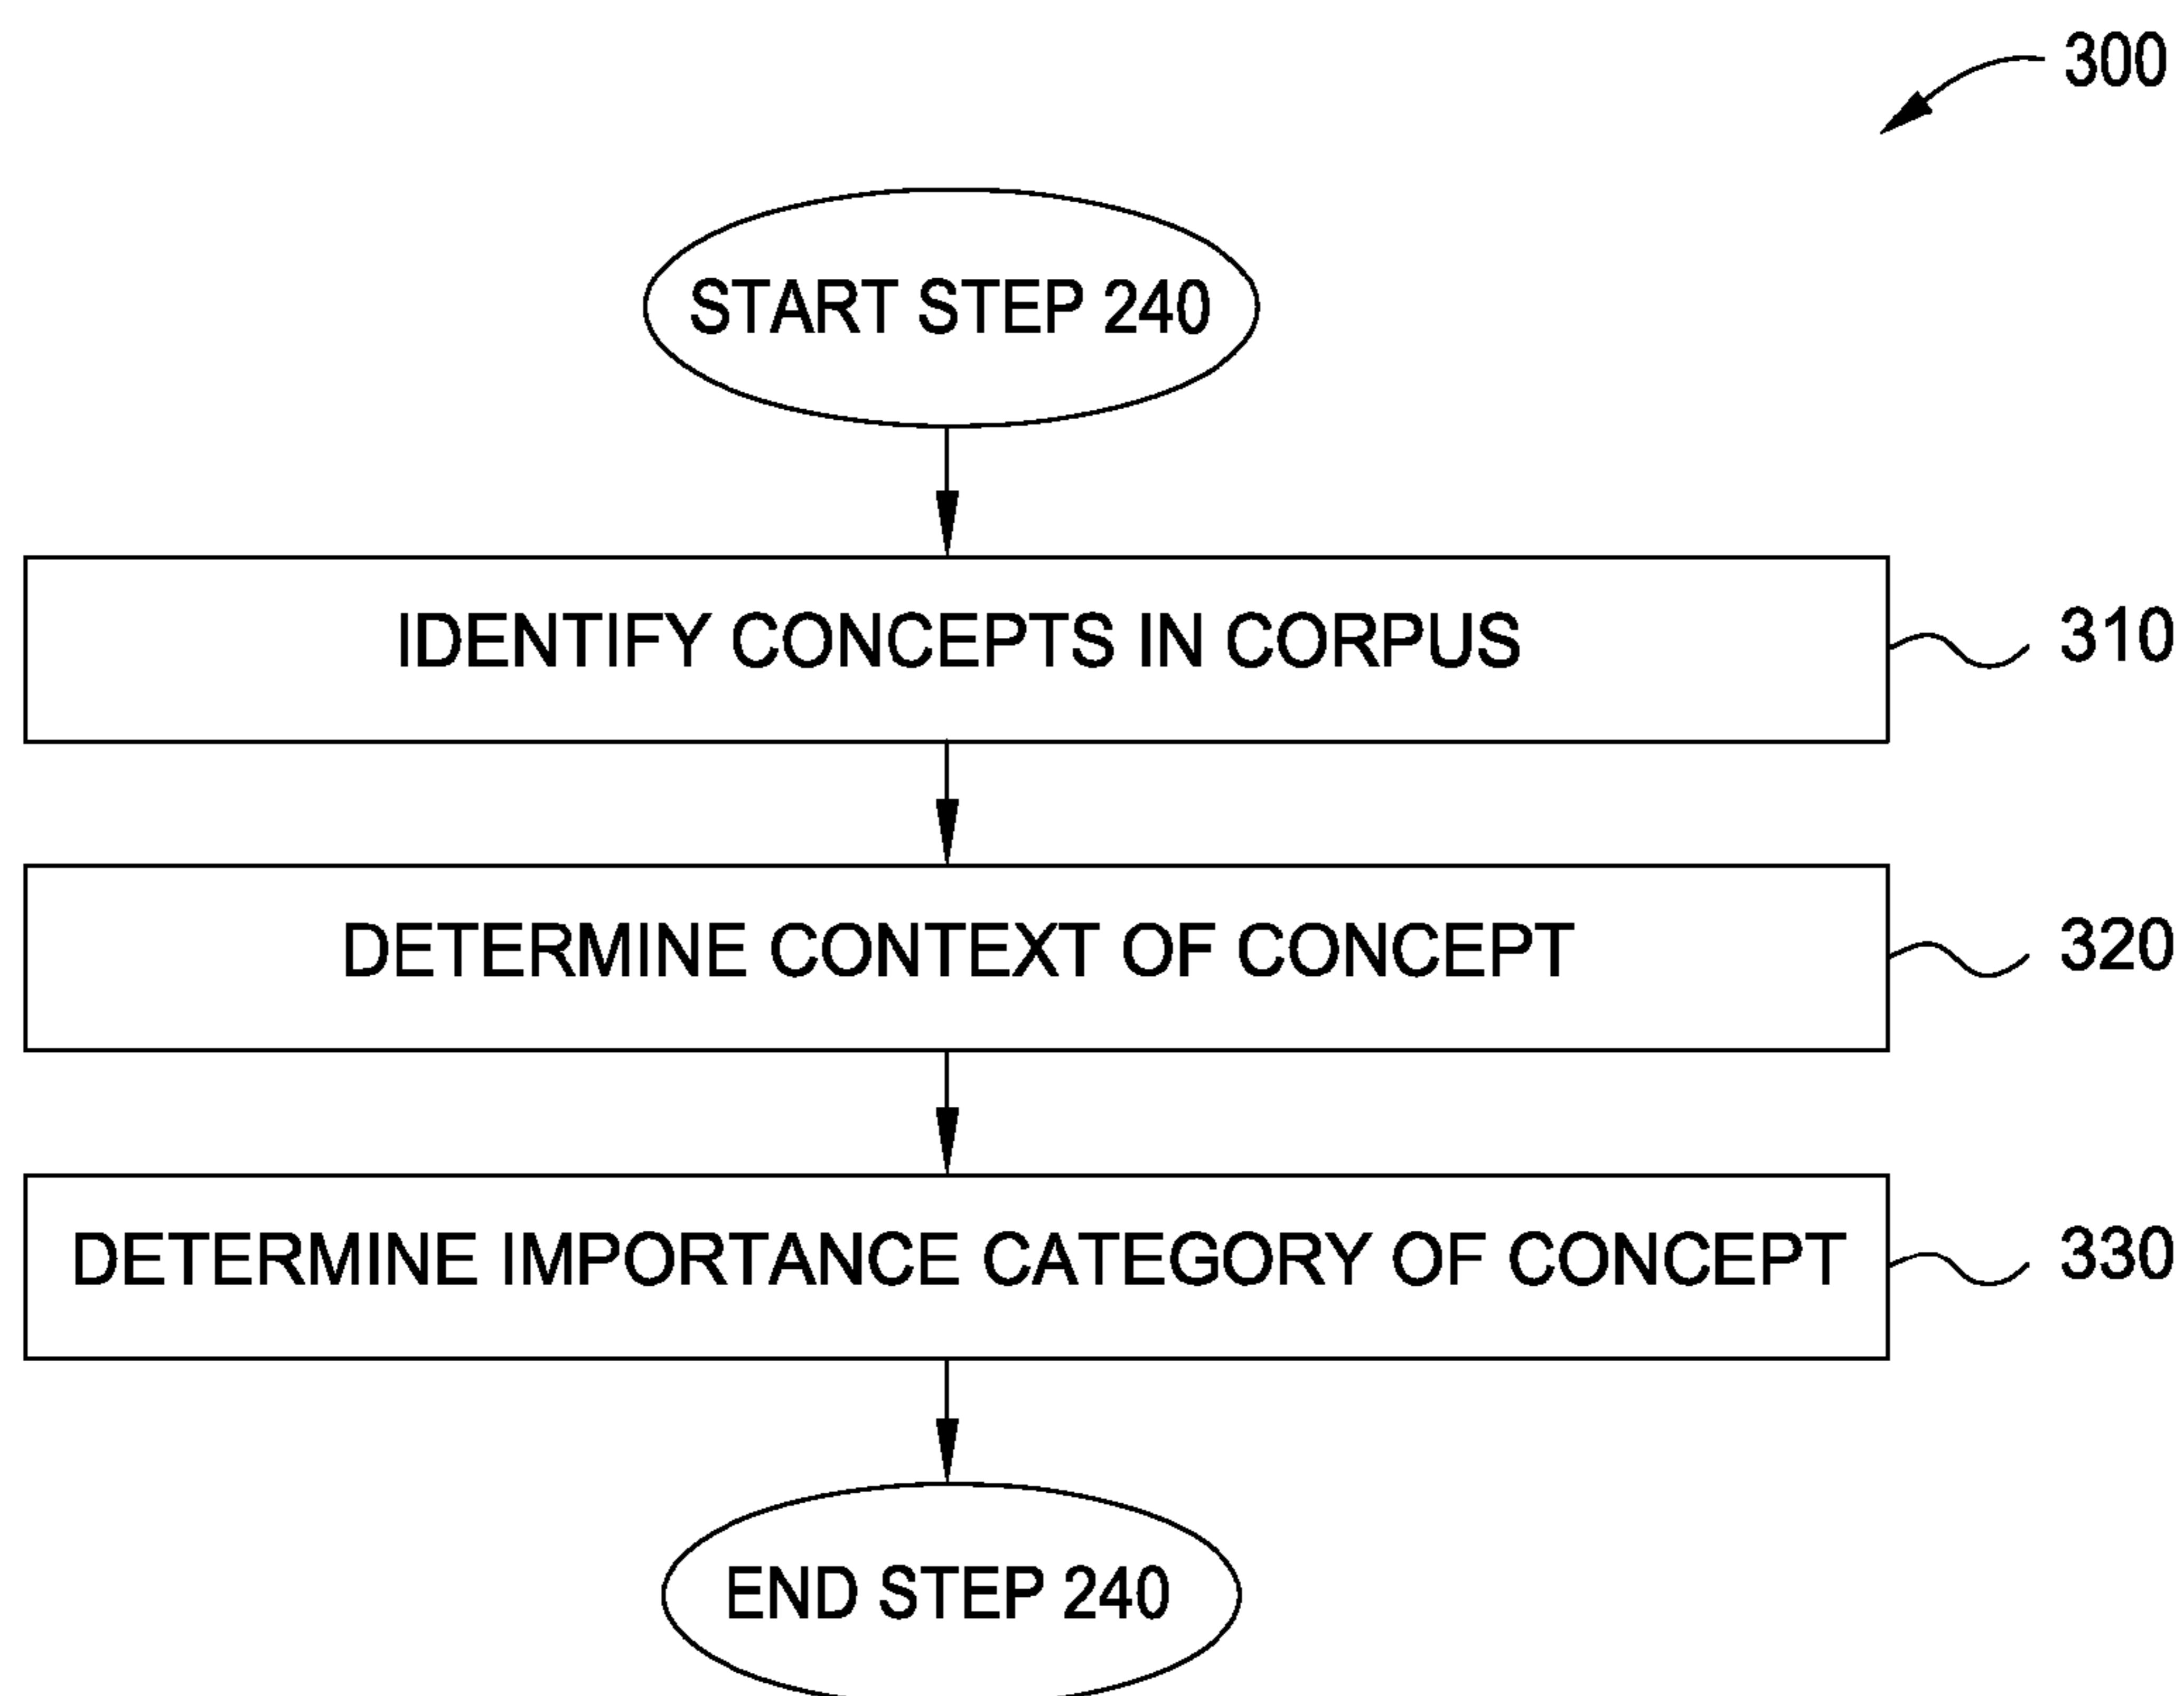 300
START STEP 240
IDENTIFY CONCEPTS IN CORPUS
310
DETERMINE CONTEXT OF CONCEPT
320
DETERMINE IMPORTANCE CATEGORY OF CONCEPT
330
END STEP 240